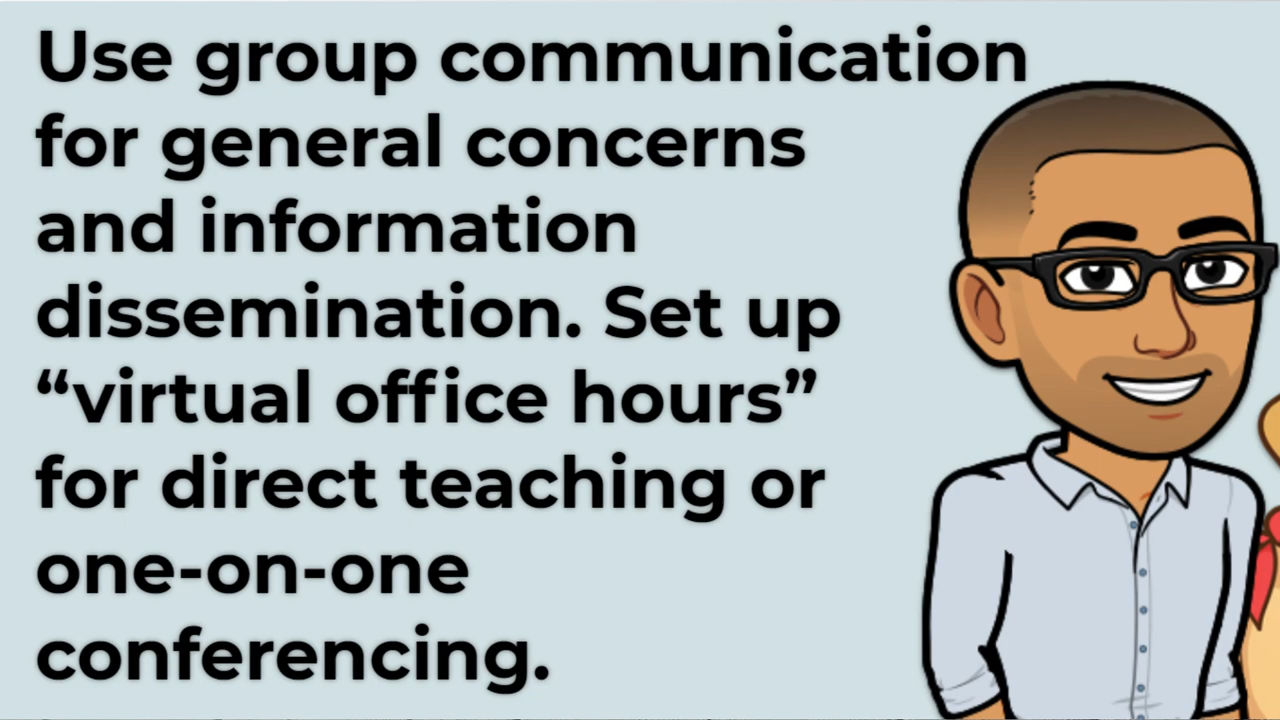 Use group communication
for general concerns
and information
dissemination. Set up
“virtual office hours”
for direct teaching or
one-on-one
conferencing.